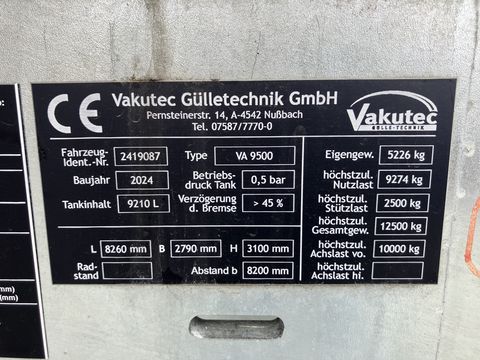 CE
Vakutec Gülletechnik GmbH
Pernsteinerstr. 14, A-4542 Nußbach
Tel. 07587/7770-0
Vakutec
GÜLLE-TECHNIK
Fahrzeug-
Ident.-Nr. 2419087 Type VA 9500
Baujahr 2024 Betriebs-
druck Tank 0,5 bar
Tankinhalt 9210 L Verzögerung
d. Bremse > 45 %
L 8260 mm B 2790 mm H 3100 mm
Rad-
stand Abstand b 8200 mm
Eigengew. 5226 kg
höchstzul.
Nutzlast 9274 kg
höchstzul.
Stützlast 2500 kg
höchstzul.
Gesamtgew. 12500 kg
höchstzul.
Achslast vo. 10000 kg
höchstzul.
Achslast hi.
o:
mm)
(mm)